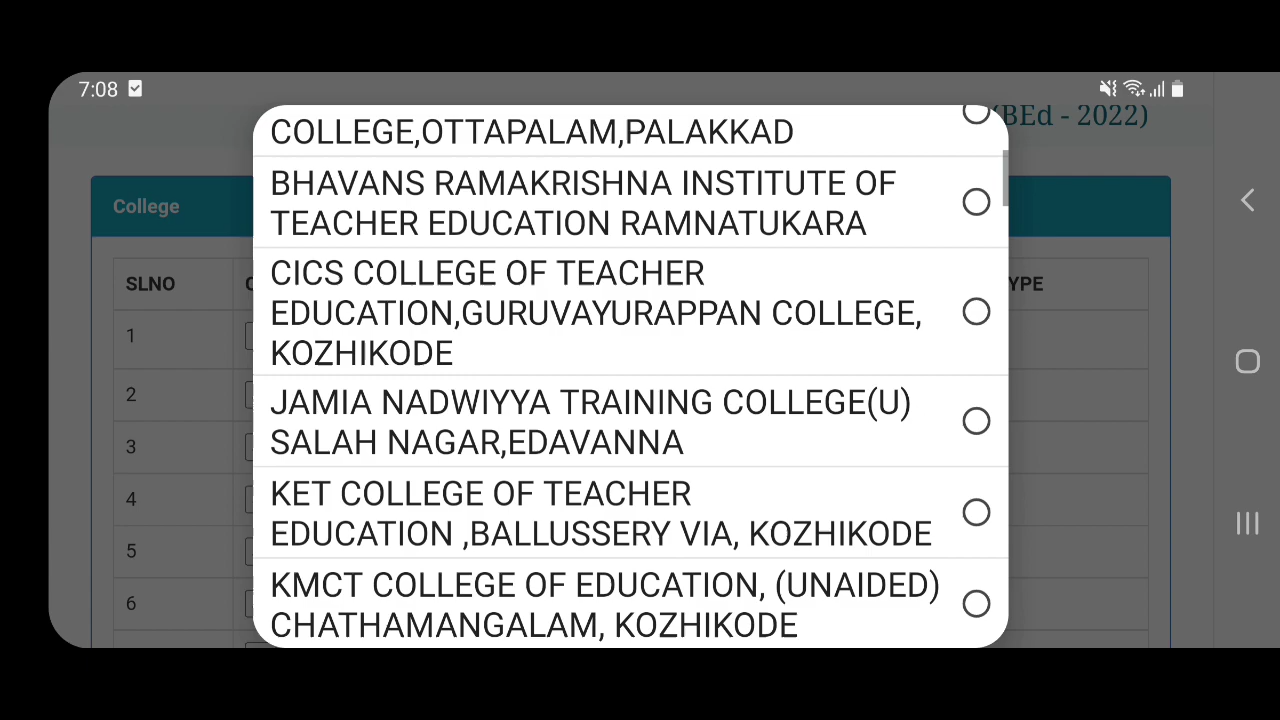 7:08
(BEd - 2022)
College
SLNO
YPE
COLLEGE,OTTAPALAM,PALAKKAD
BHAVANS RAMAKRISHNA INSTITUTE OF
TEACHER EDUCATION RAMNATUKARA
CICS COLLEGE OF TEACHER
EDUCATION,GURUVAYURAPPAN COLLEGE,
KOZHIKODE
JAMIA NADWIYYA TRAINING COLLEGE(U)
SALAH NAGAR,EDAVANNA
KET COLLEGE OF TEACHER
EDUCATION ,BALLUSSERY VIA, KOZHIKODE
KMCT COLLEGE OF EDUCATION, (UNAIDED)
CHATHAMANGALAM, KOZHIKODE
1
2
3
4
5
6